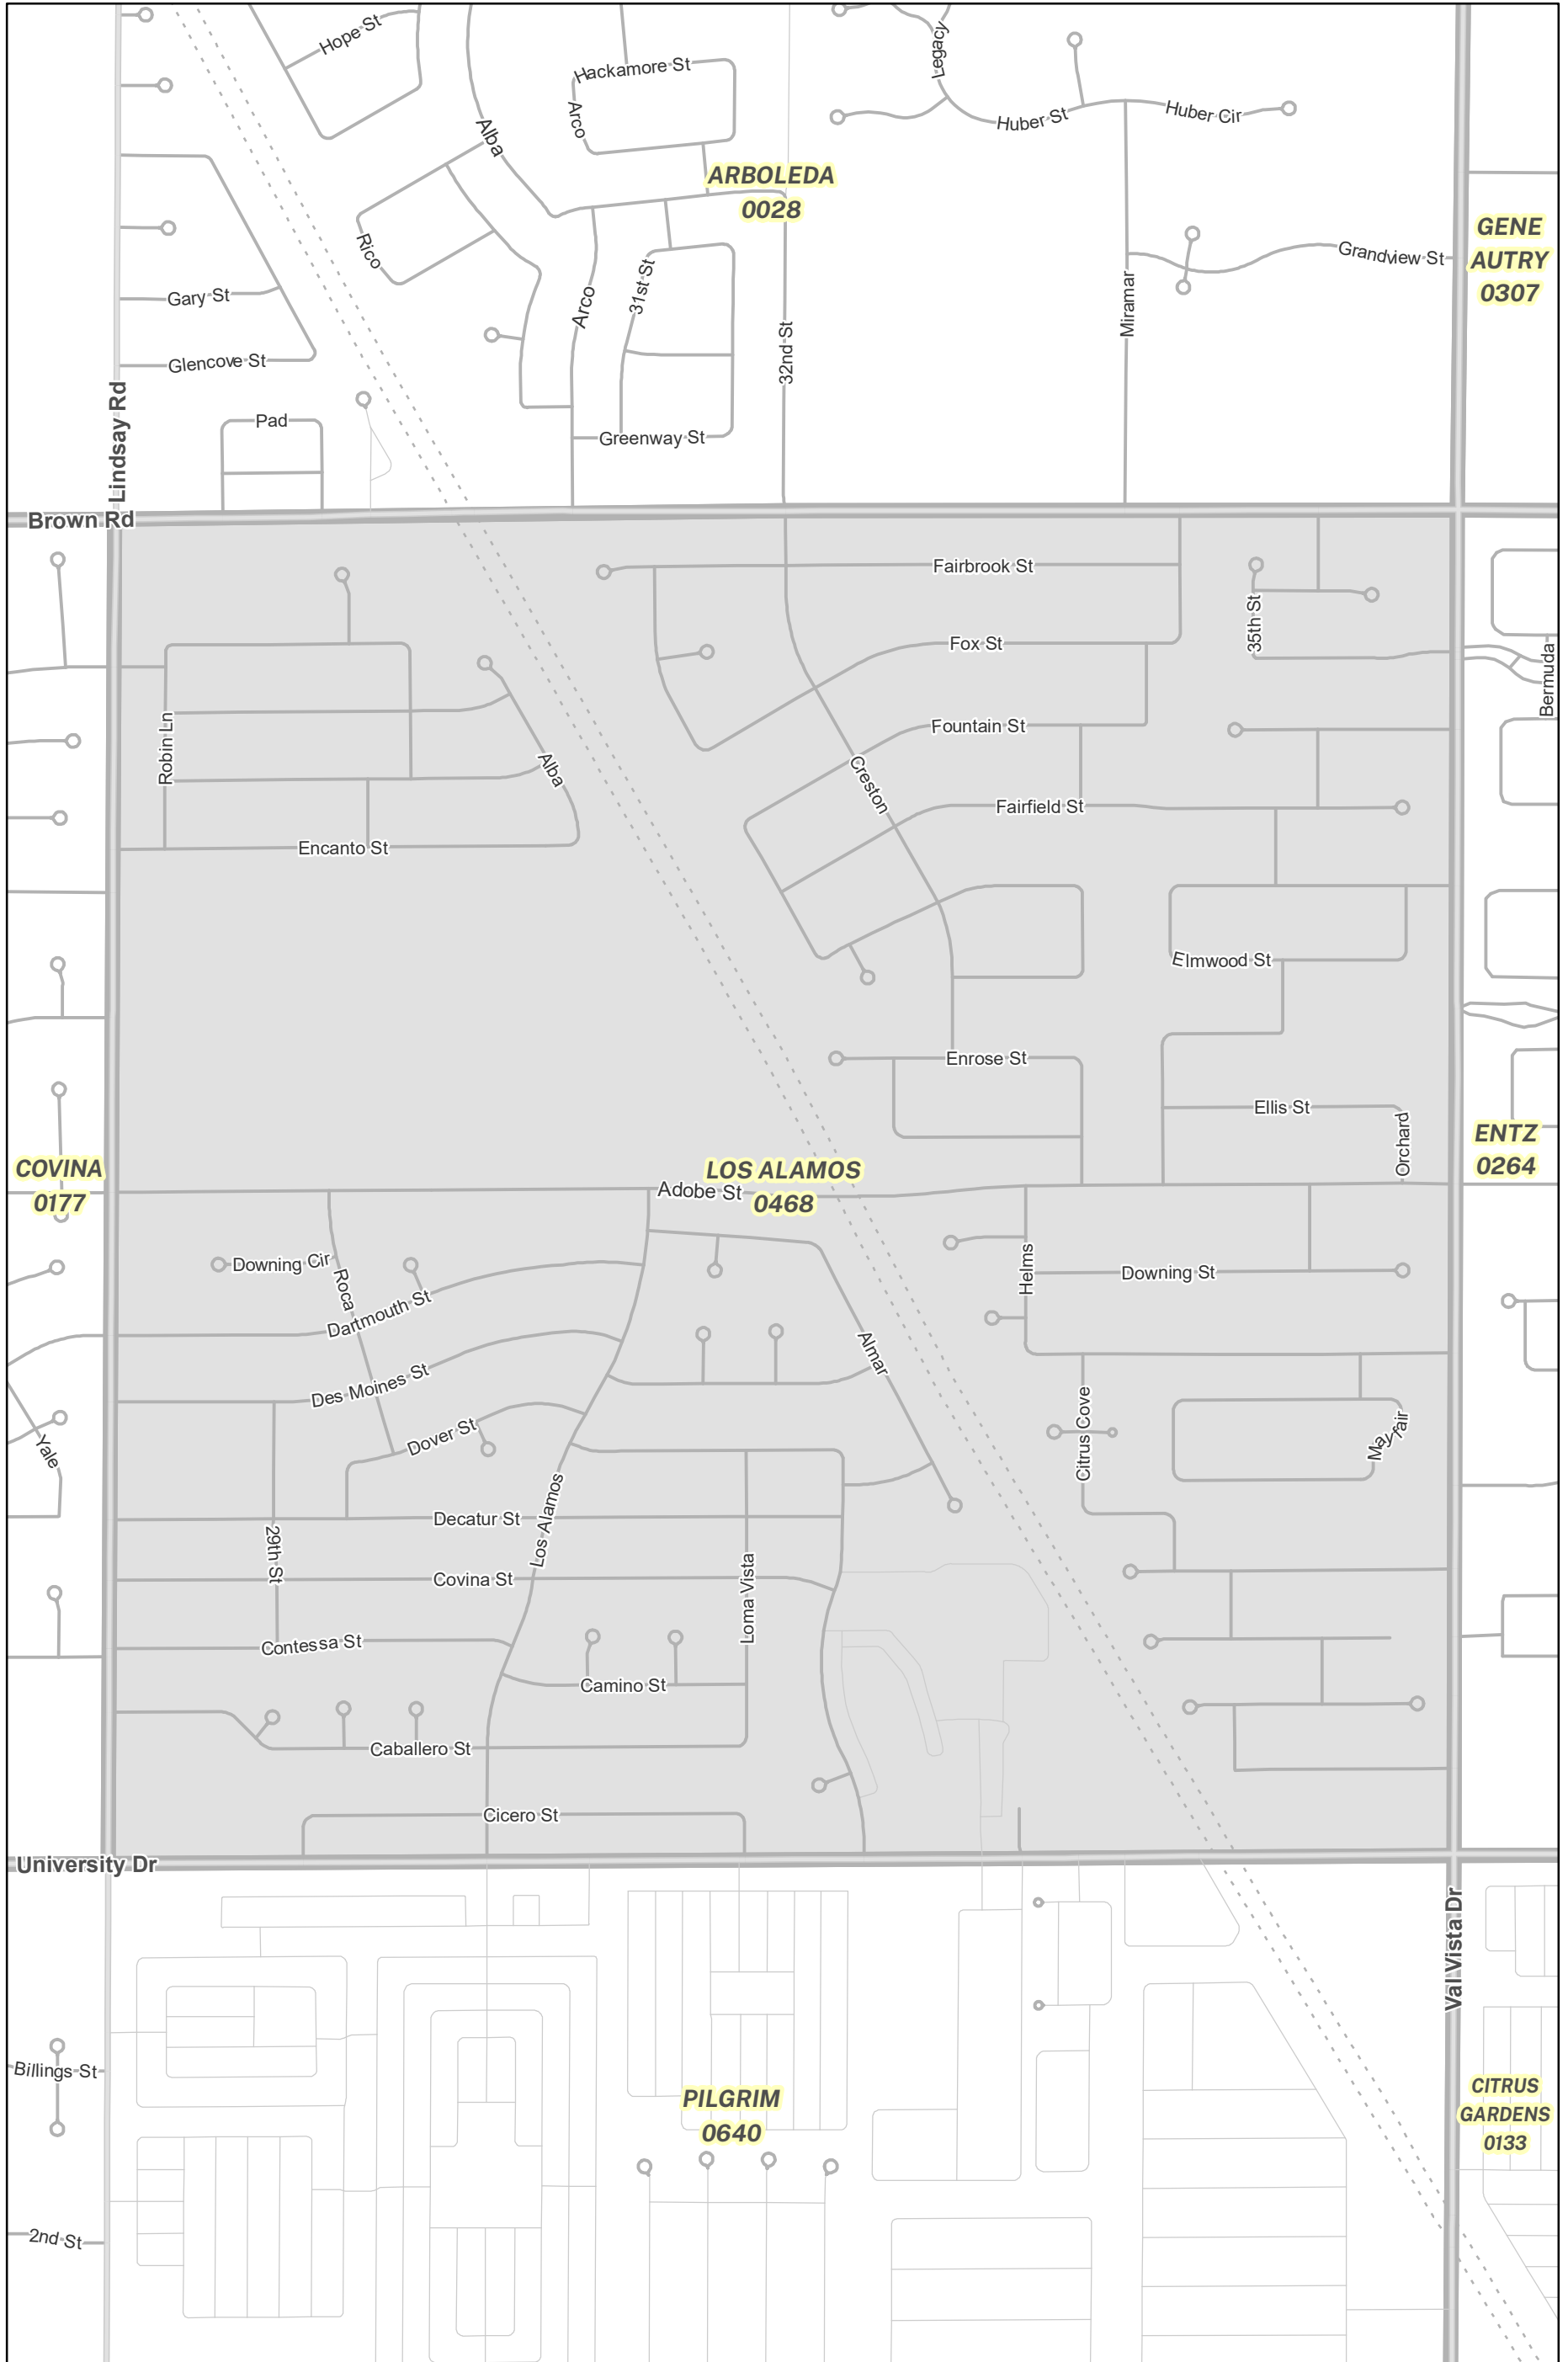 Hope St
Legacy
Hackamore St
Arco
Alba
Huber St
Huber Cir
ARBOLEDA
0028
GENE
AUTRY
0307
Rico
Grandview St
31st St
Gary St
Arco
Miramar
32nd St
Glencove St
Lindsay Rd
Pad
Greenway St
Brown Rd
Fairbrook St
35th St
Fox St
Bermuda
Robin Ln
Fountain St
Alba
Creston
Fairfield St
Encanto St
Elmwood St
Enrose St
Ellis St
Orchard
ENTZ
0264
COVINA
0177
LOS ALAMOS
0468
Adobe St
Downing Cir
Roca
Helms
Downing St
Dartmouth St
Almar
Des Moines St
Citrus Cove
Mayfair
Dover St
Yale
Los Alamos
Decatur St
29th St
Covina St
Loma Vista
Contessa St
Camino St
Caballero St
Cicero St
University Dr
Val Vista Dr
Billings St
PILGRIM
0640
CITRUS
GARDENS
0133
2nd St